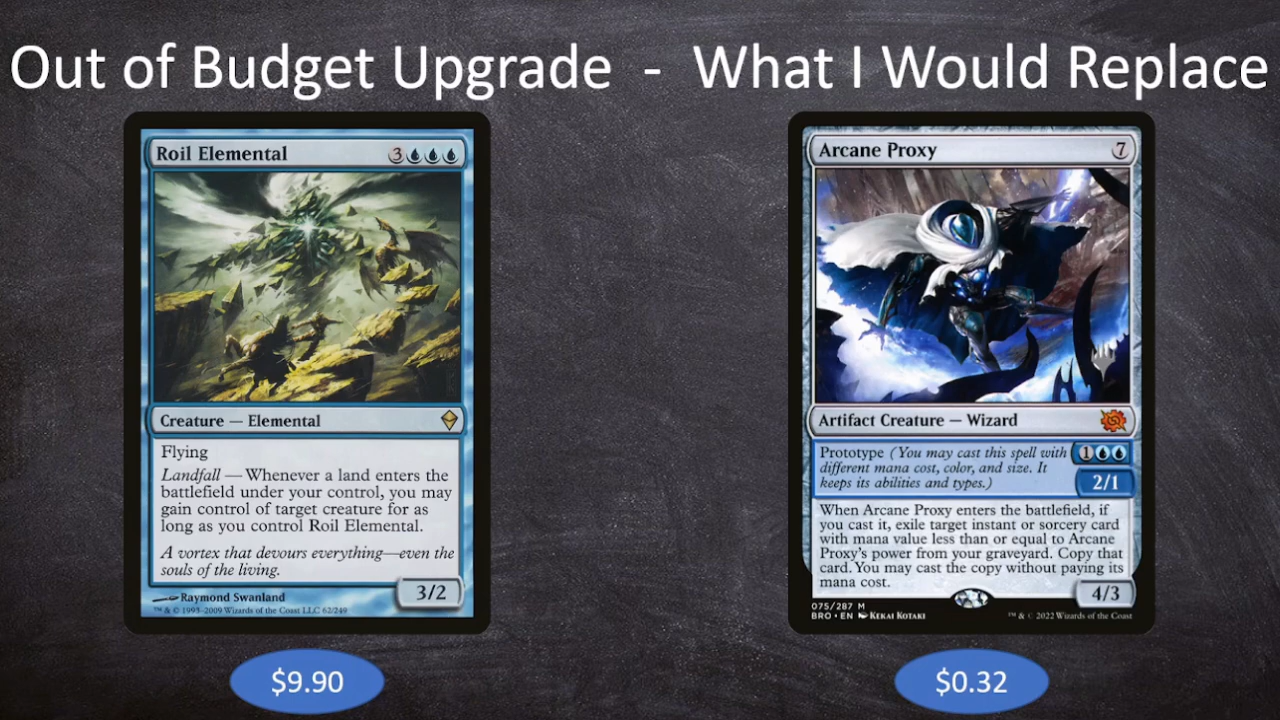 Out of Budget Upgrade - What I Would Replace
Roil Elemental 3
Creature — Elemental
Flying
Landfall — Whenever a land enters the
battlefield under your control, you may
gain control of target creature for as
long as you control Roil Elemental.
A vortex that devours everything—even the
souls of the living.
Raymond Swanland
™ & © 1993–2009 Wizards of the Coast LLC 62/249
3/2
$9.90
Arcane Proxy 7
Artifact Creature — Wizard
Prototype (You may cast this spell with 1
different mana cost, color, and size. It
keeps its abilities and types.) 2/1
When Arcane Proxy enters the battlefield, if
you cast it, exile target instant or sorcery card
with mana value less than or equal to Arcane
Proxy's power from your graveyard. Copy that
card. You may cast the copy without paying its
mana cost.
4/3
075/287 M
BRO • EN Kekai Kotaki ™ & © 2022 Wizards of the Coast
$0.32